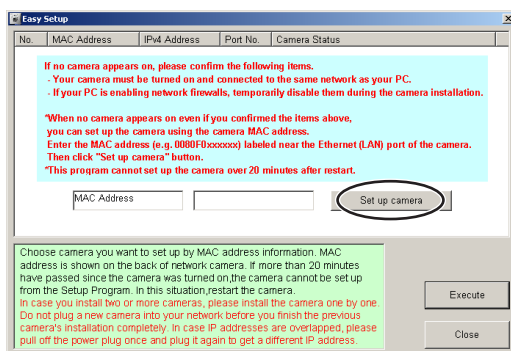 Easy Setup
No. MAC Address IPv4 Address Port No. Camera Status
If no camera appears on, please confirm the following items.
- Your camera must be turned on and connected to the same network as your PC.
- If your PC is enabling network firewalls, temporarily disable them during the camera installation.
*When no camera appears on even if you confirmed the items above,
you can set up the camera using the camera MAC address.
Enter the MAC address (e.g. 0080F0xxxxxx) labeled near the Ethernet (LAN) port of the camera.
Then click "Set up camera" button.
*This program cannot set up the camera over 20 minutes after restart.
MAC Address
Set up camera
Choose camera you want to set up by MAC address information. MAC
address is shown on the back of network camera. If more than 20 minutes
have passed since the camera was turned on,the camera cannot be set up
from the Setup Program. In this situation,restart the camera.
In case you install two or more cameras, please install the camera one by one.
Do not plug a new camera into your network before you finish the previous
camera's installation completely. In case IP addresses are overlapped, please
pull off the power plug once and plug it again to get a different IP address.
Execute
Close